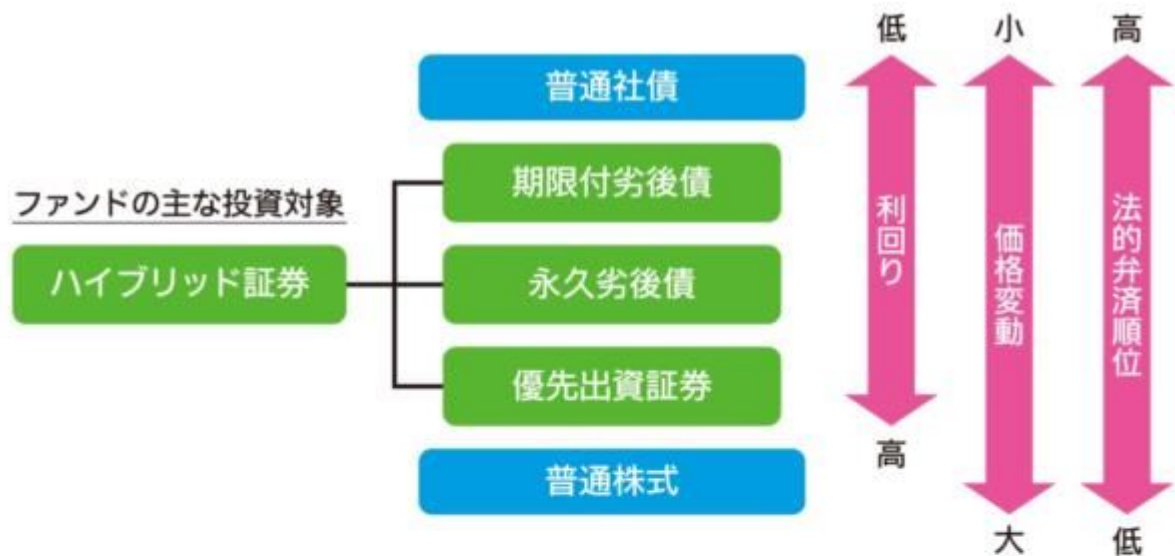 低
小
高
普通社債
期限付劣後債
ファンドの主な投資対象
ハイブリッド証券
永久劣後債
優先出資証券
普通株式
利回り
価格変動
法的弁済順位
高
大
低